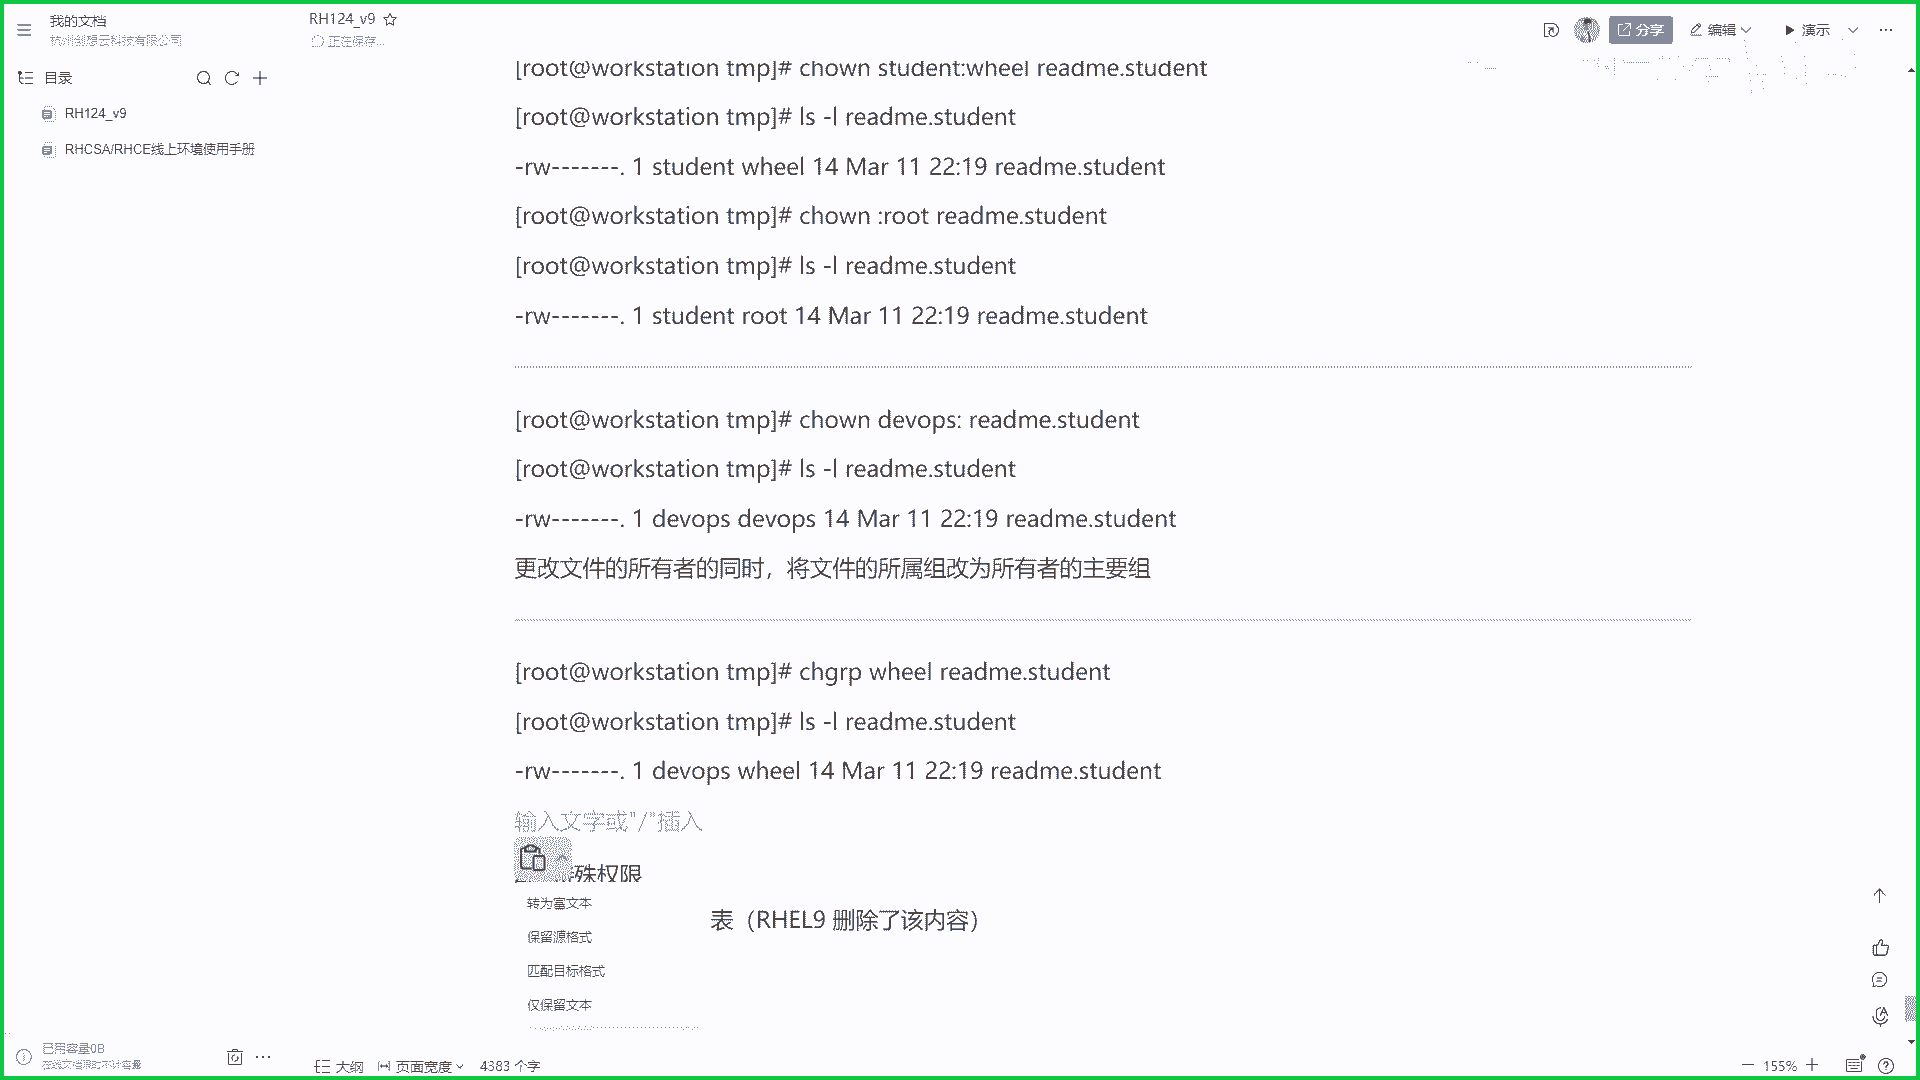 我的文档
杭州创想云科技有限公司
RH124_v9
正在保存...
分享
编辑
演示
目录
RH124_v9
RHCSA/RHCE线上环境使用手册
[root@workstation tmp]# chown student:wheel readme.student
[root@workstation tmp]# ls -l readme.student
-rw-------. 1 student wheel 14 Mar 11 22:19 readme.student
[root@workstation tmp]# chown :root readme.student
[root@workstation tmp]# ls -l readme.student
-rw-------. 1 student root 14 Mar 11 22:19 readme.student
[root@workstation tmp]# chown devops: readme.student
[root@workstation tmp]# ls -l readme.student
-rw-------. 1 devops devops 14 Mar 11 22:19 readme.student
更改文件的所有者的同时，将文件的所属组改为所有者的主要组
[root@workstation tmp]# chgrp wheel readme.student
[root@workstation tmp]# ls -l readme.student
-rw-------. 1 devops wheel 14 Mar 11 22:19 readme.student
输入文字或"/"插入
殊权限
转为富文本
表（RHEL9 删除了该内容）
保留源格式
匹配目标格式
仅保留文本
已用容量0B
在线文档限时不计容量
大纲
页面宽度
4383 个字
155%